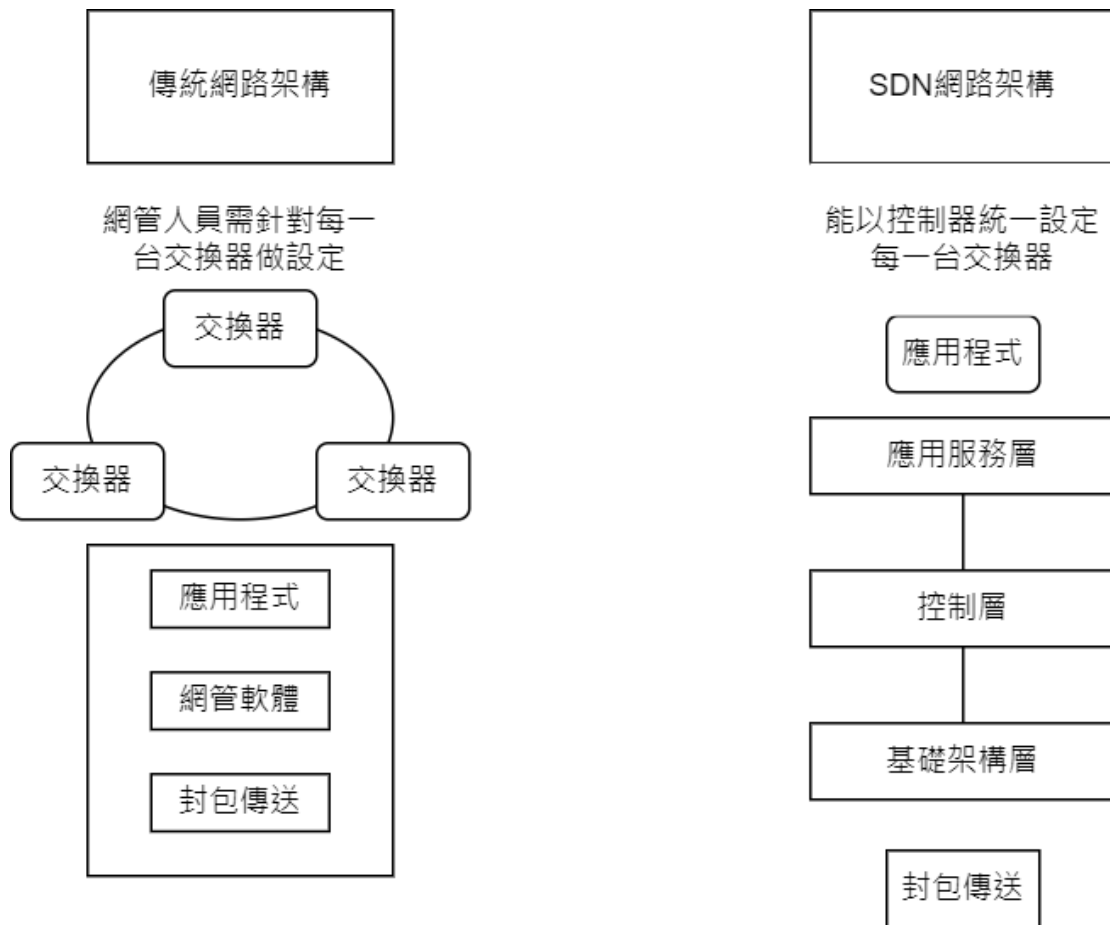 傳統網路架構
網管人員需針對每一
台交換器做設定
交換器
交換器
交換器
應用程式
網管軟體
封包傳送
SDN網路架構
能以控制器統一設定
每一台交換器
應用程式
應用服務層
控制層
基礎架構層
封包傳送